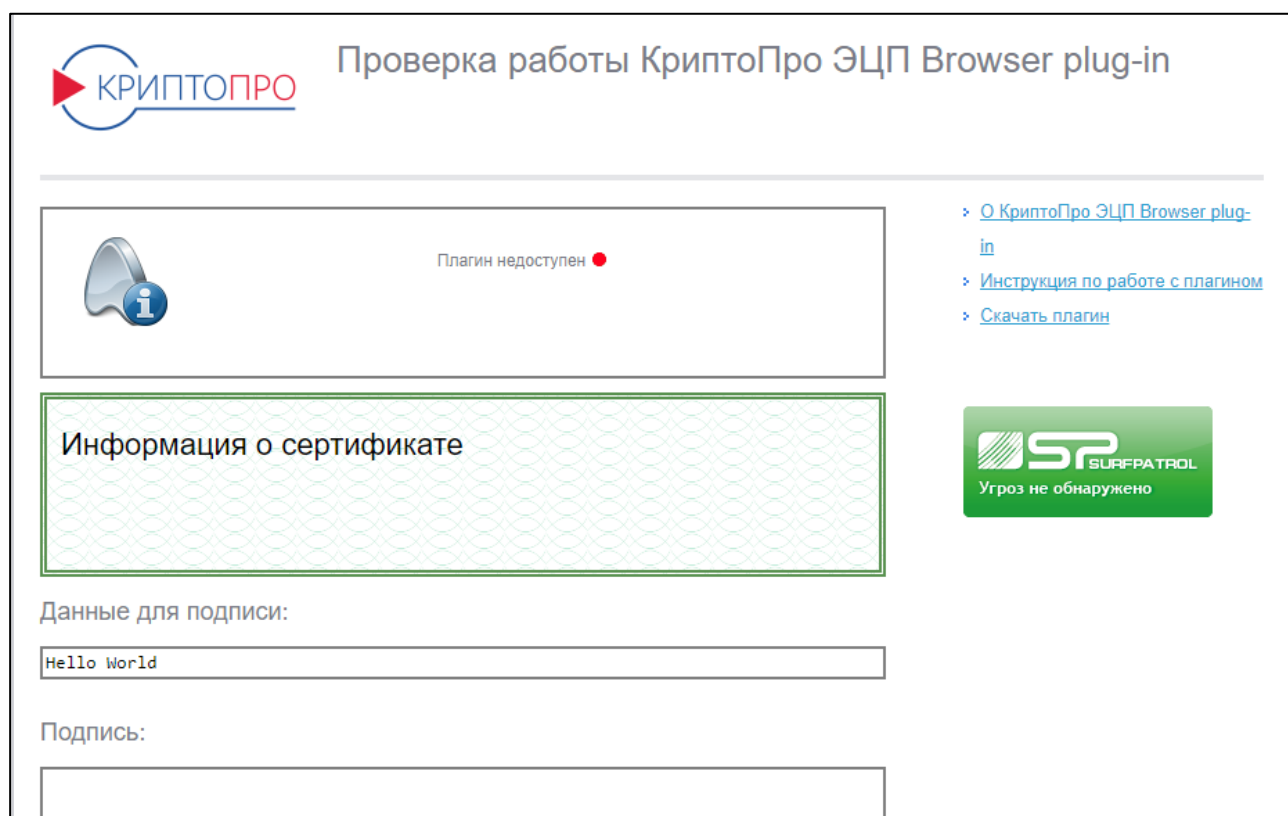 КРИПТОПРО
Проверка работы КриптоПро ЭЦП Browser plug-in
Плагин недоступен
О КриптоПро ЭЦП Browser plug-
in
Инструкция по работе с плагином
Скачать плагин
Информация о сертификате
SP
SURFPATROL
Угроз не обнаружено
Данные для подписи:
Hello World
Подпись: